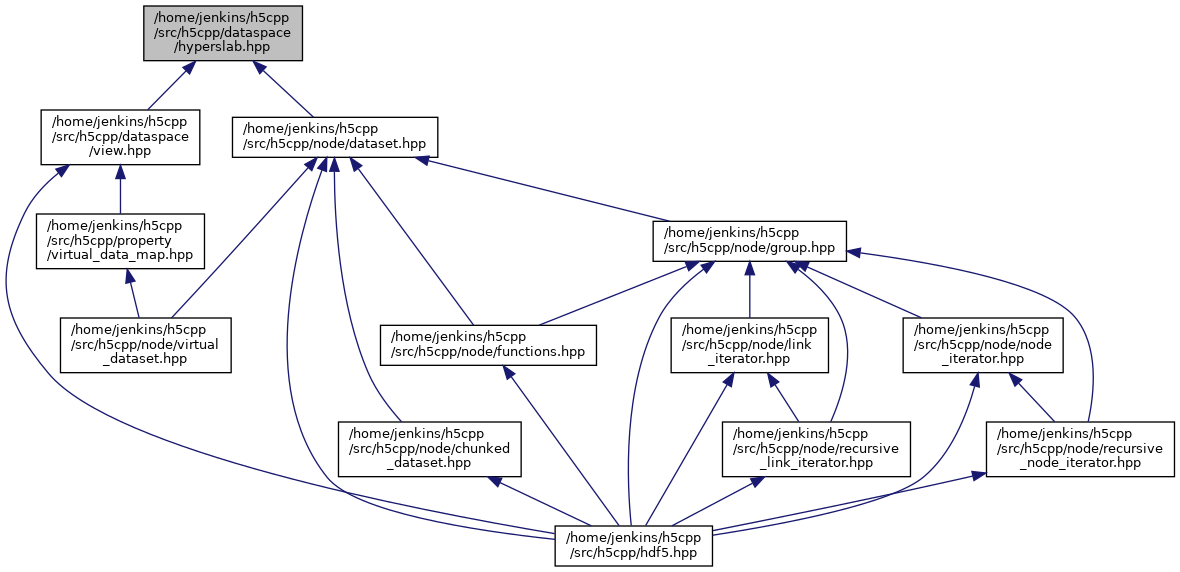 /home/jenkins/h5cpp
/src/h5cpp/dataspace
/hyperslab.hpp
/home/jenkins/h5cpp
/src/h5cpp/dataspace
/view.hpp
/home/jenkins/h5cpp
/src/h5cpp/node/dataset.hpp
/home/jenkins/h5cpp
/src/h5cpp/property
/virtual_data_map.hpp
/home/jenkins/h5cpp
/src/h5cpp/node/group.hpp
/home/jenkins/h5cpp
/src/h5cpp/node/virtual
_dataset.hpp
/home/jenkins/h5cpp
/src/h5cpp/node/functions.hpp
/home/jenkins/h5cpp
/src/h5cpp/node/link
_iterator.hpp
/home/jenkins/h5cpp
/src/h5cpp/node/node
_iterator.hpp
/home/jenkins/h5cpp
/src/h5cpp/node/chunked
_dataset.hpp
/home/jenkins/h5cpp
/src/h5cpp/node/recursive
_link_iterator.hpp
/home/jenkins/h5cpp
/src/h5cpp/node/recursive
_node_iterator.hpp
/home/jenkins/h5cpp
/src/h5cpp/hdf5.hpp